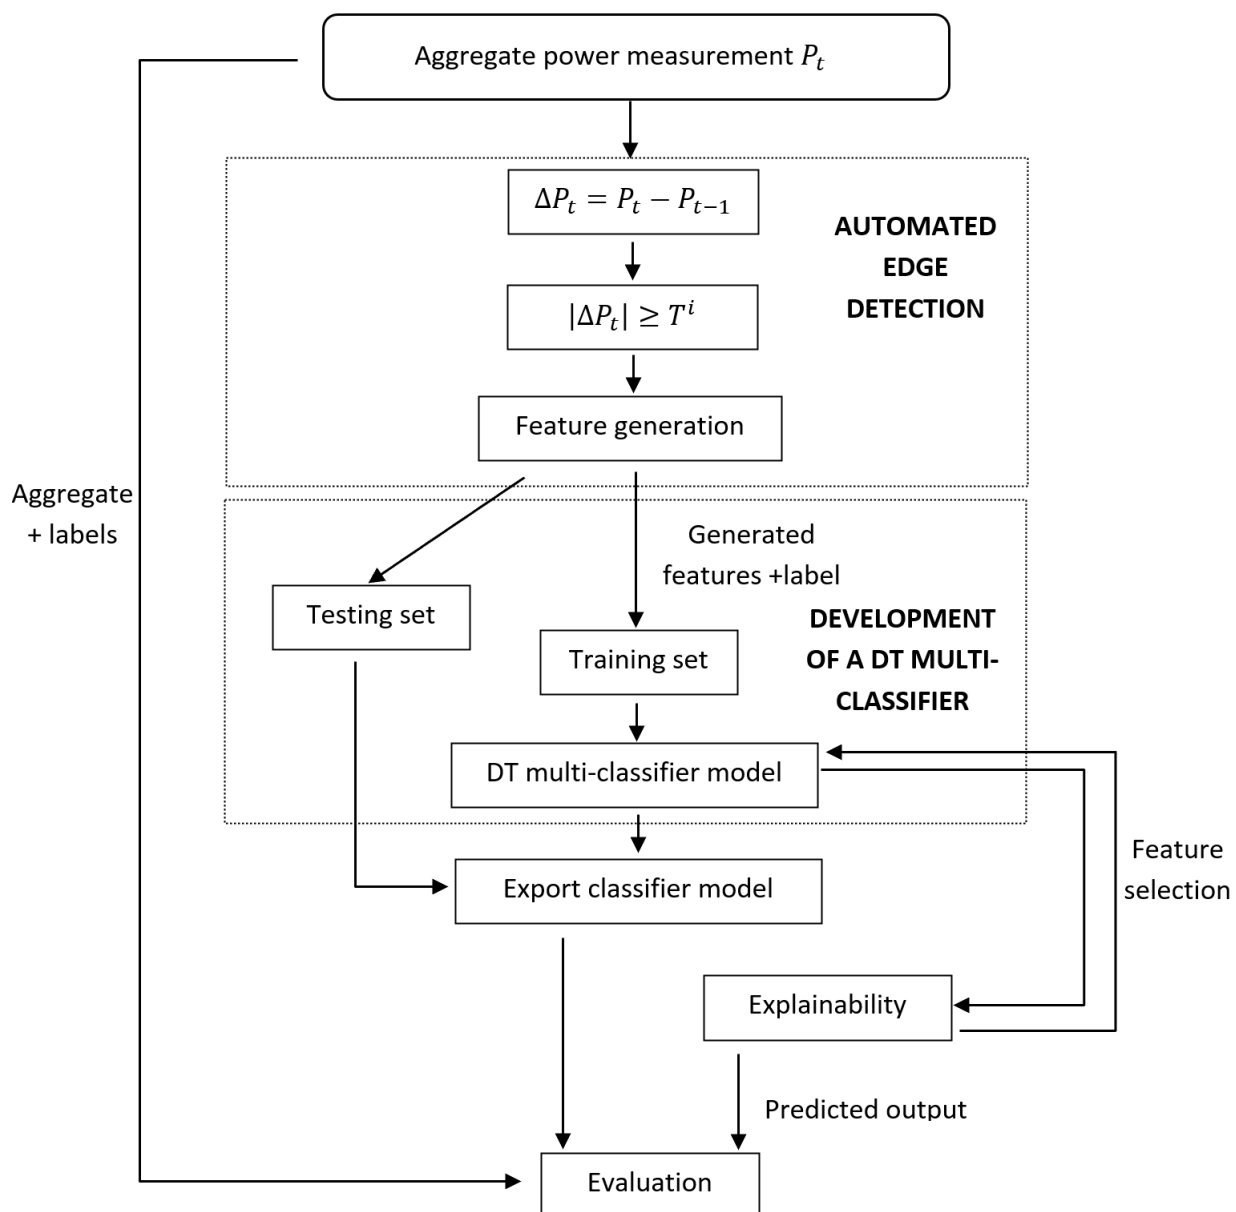 Aggregate power measurement P_t
ΔP_t = P_t − P_{t−1}
AUTOMATED
EDGE
DETECTION
|ΔP_t| ≥ T^i
Feature generation
Aggregate
+ labels
Generated
features +label
Testing set
Training set
DEVELOPMENT
OF A DT MULTI-
CLASSIFIER
DT multi-classifier model
Export classifier model
Feature
selection
Explainability
Predicted output
Evaluation